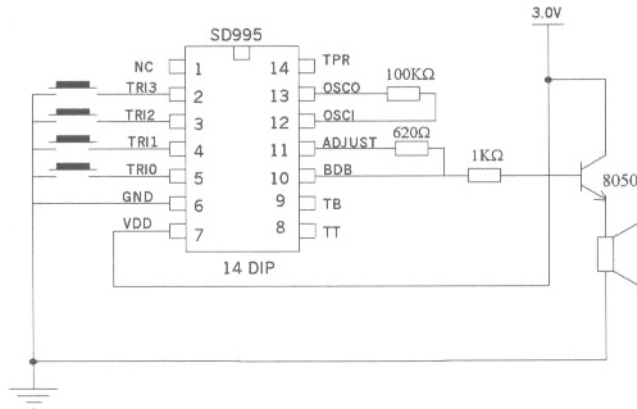 3.0V
SD995
NC 1 14 TPR
TRI3 2 13 OSCO 100KΩ
TRI2 3 12 OSCI
TRI1 4 11 ADJUST 620Ω
TRI0 5 10 BDB 1KΩ 8050
GND 6 9 TB
VDD 7 8 TT
14 DIP